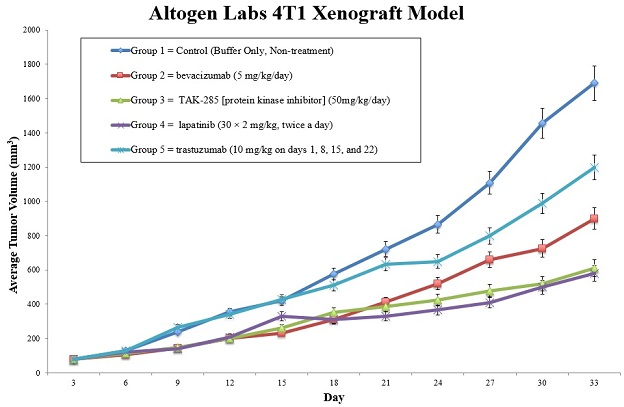 Altogen Labs 4T1 Xenograft Model
2000
1800
1600
1400
1200
1000
800
600
400
200
0
Average Tumor Volume (mm³)
Group 1 = Control (Buffer Only, Non-treatment)
Group 2 = bevacizumab (5 mg/kg/day)
Group 3 = TAK-285 [protein kinase inhibitor] (50mg/kg/day)
Group 4 = lapatinib (30 × 2 mg/kg, twice a day)
Group 5 = trastuzumab (10 mg/kg on days 1, 8, 15, and 22)
3 6 9 12 15 18 21 24 27 30 33
Day